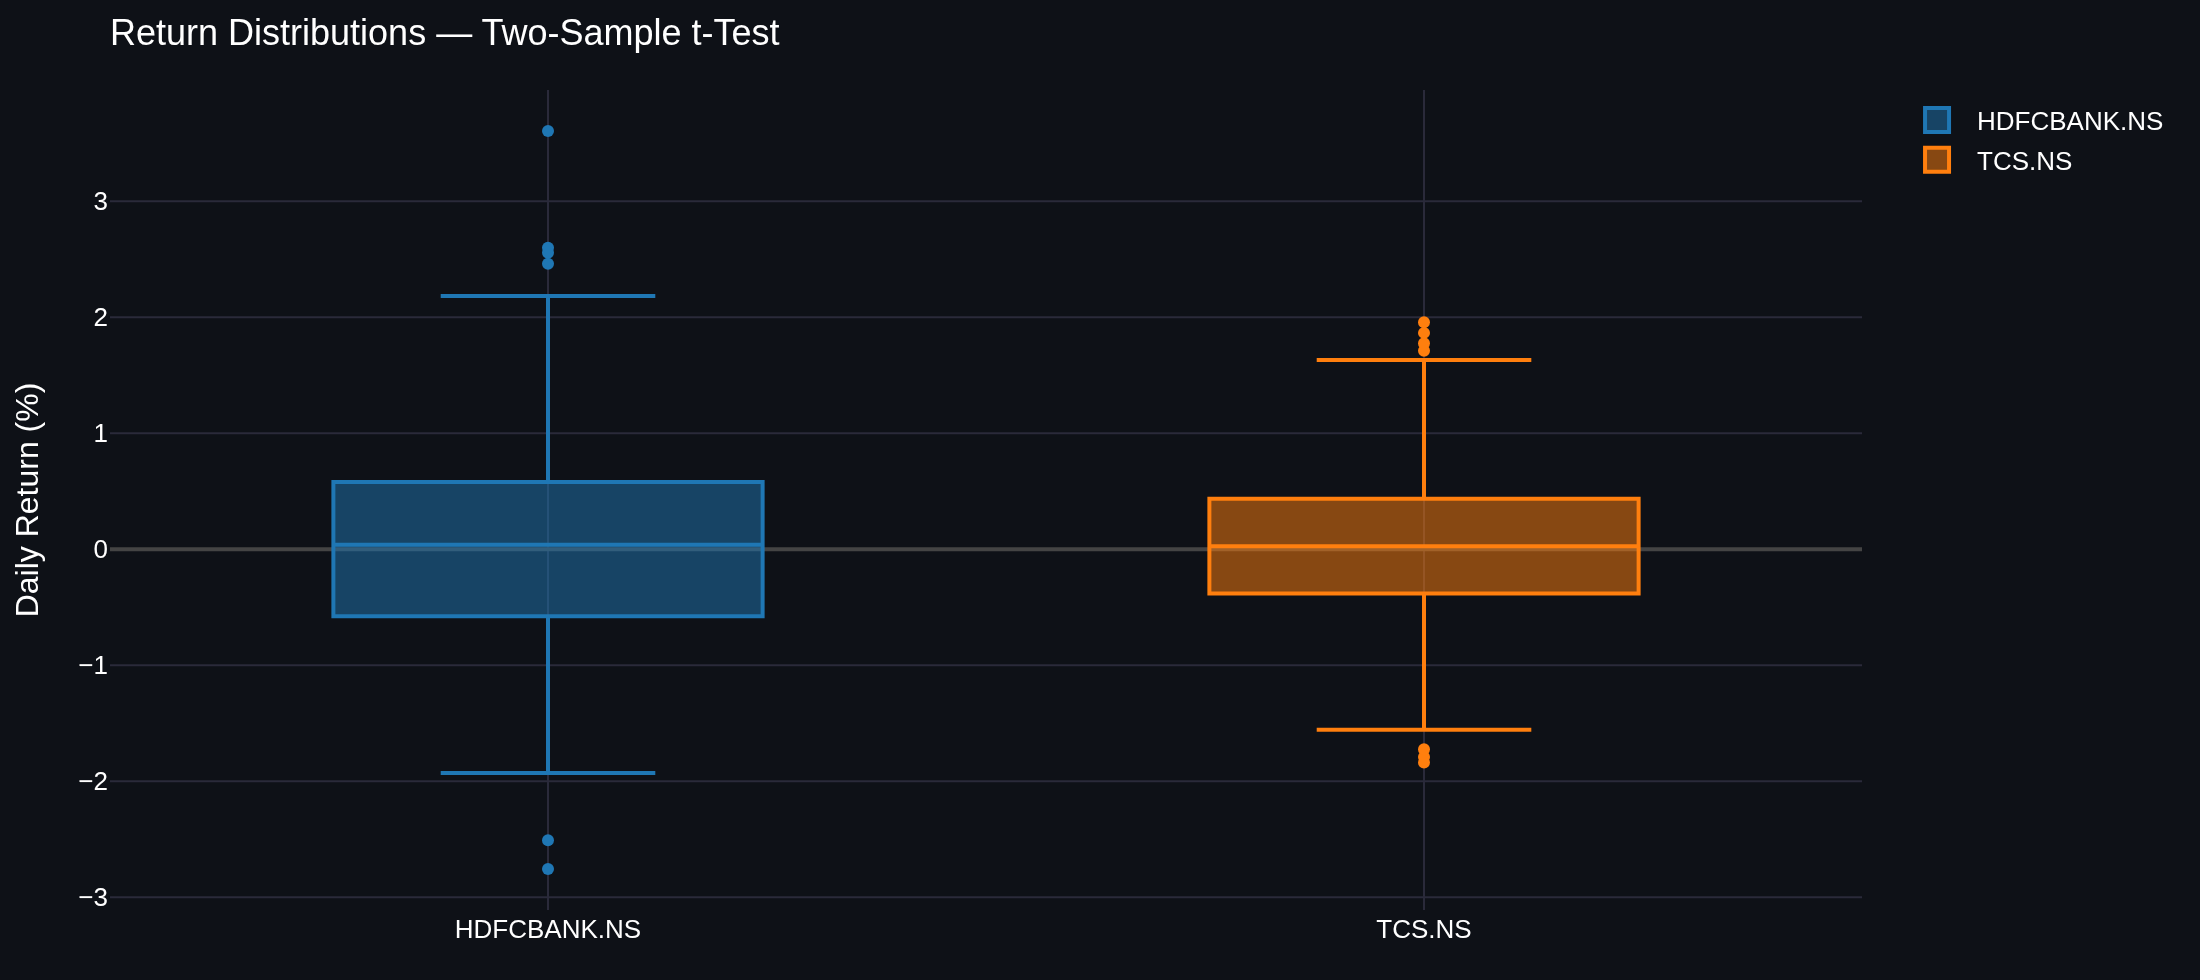 Return Distributions — Two-Sample t-Test
HDFCBANK.NS
TCS.NS
Daily Return (%)
3
2
1
0
−1
−2
−3
HDFCBANK.NS
TCS.NS